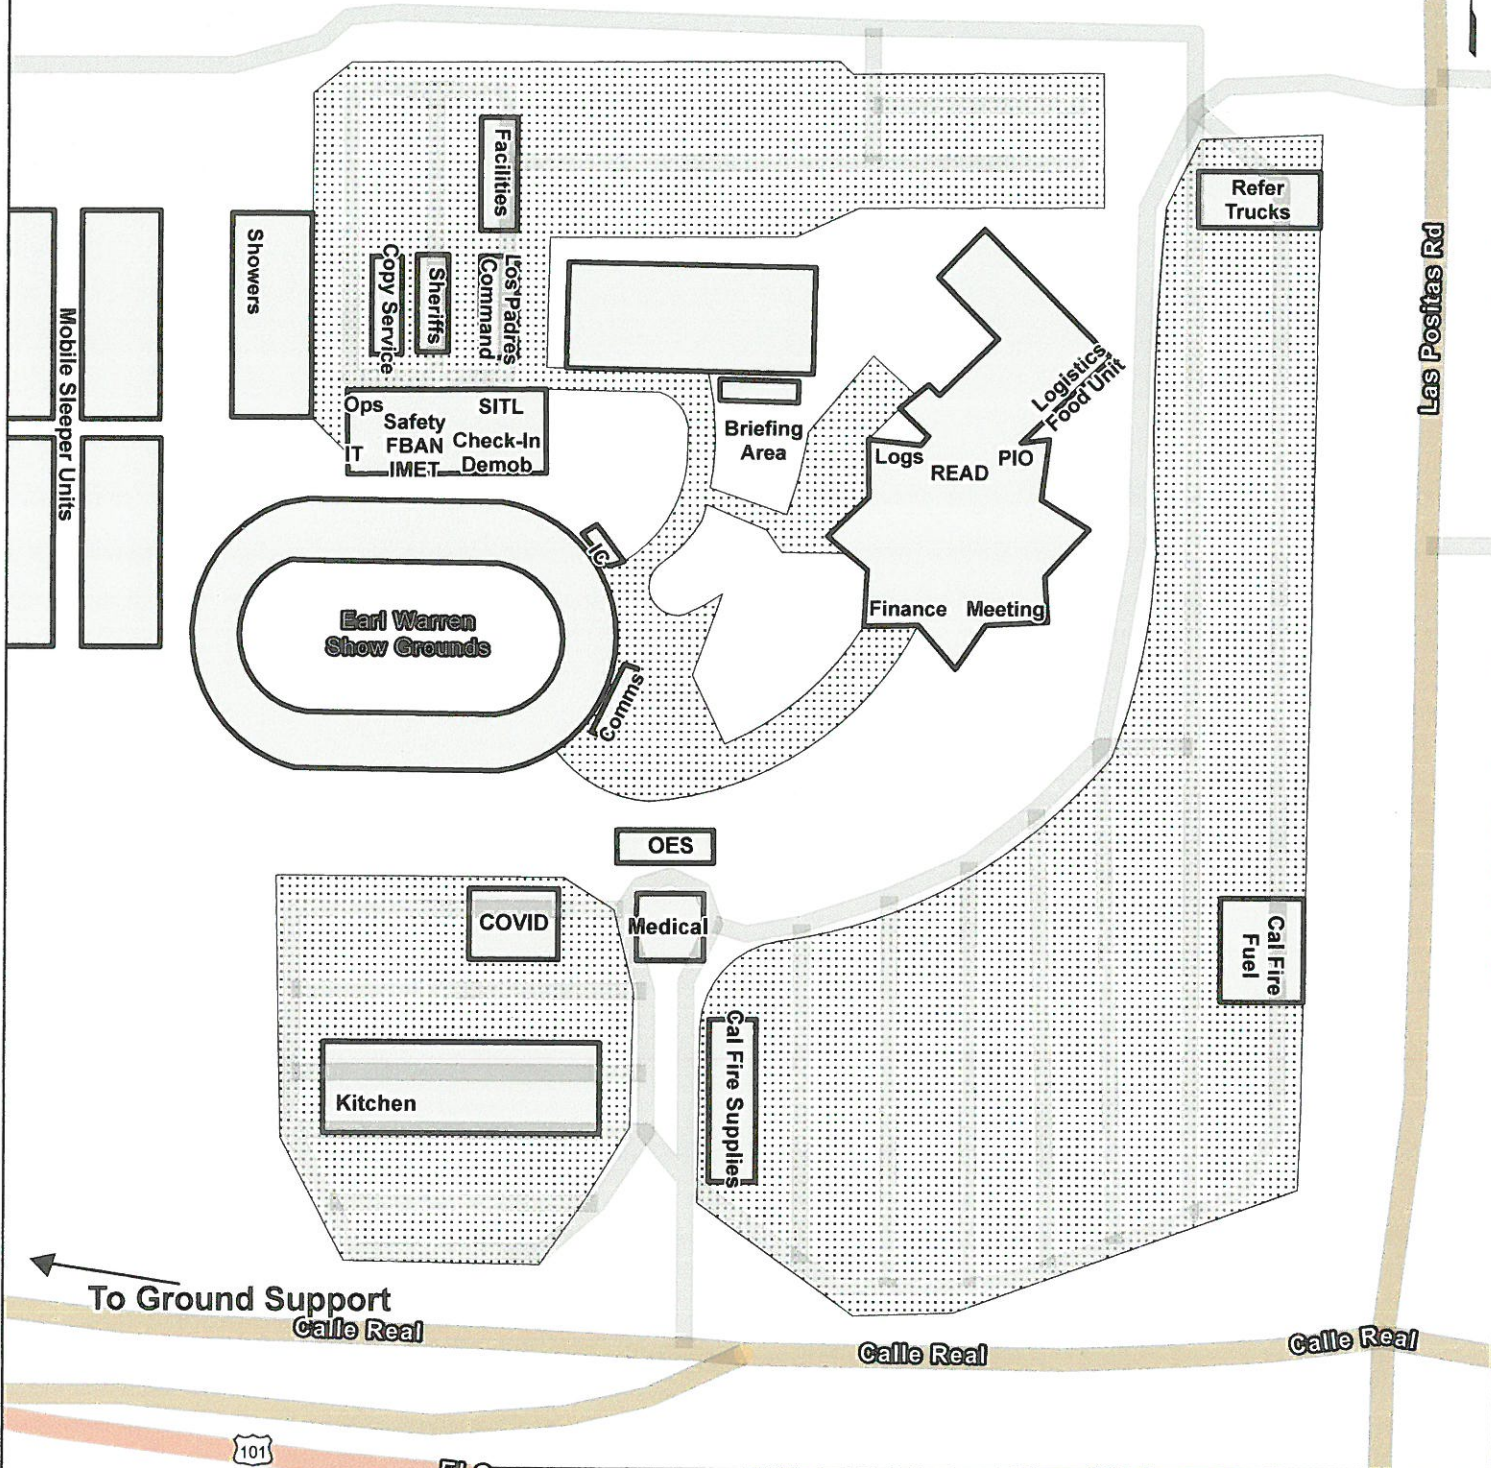 Facilities
Refer
Trucks
Showers
Copy Service
Sheriffs
Los Padres
Command
Las Positas Rd
Mobile Sleeper Units
Logistics
Food Unit
Ops
SITL
Safety
FBAN
Check-In
IT
IMET
Demob
Briefing
Area
Logs
PIO
READ
IC
Finance
Meeting
Earl Warren
Show Grounds
Comms
OES
COVID
Medical
Cal Fire
Fuel
Cal Fire Supplies
Kitchen
To Ground Support
Calle Real
Calle Real
Calle Real
101